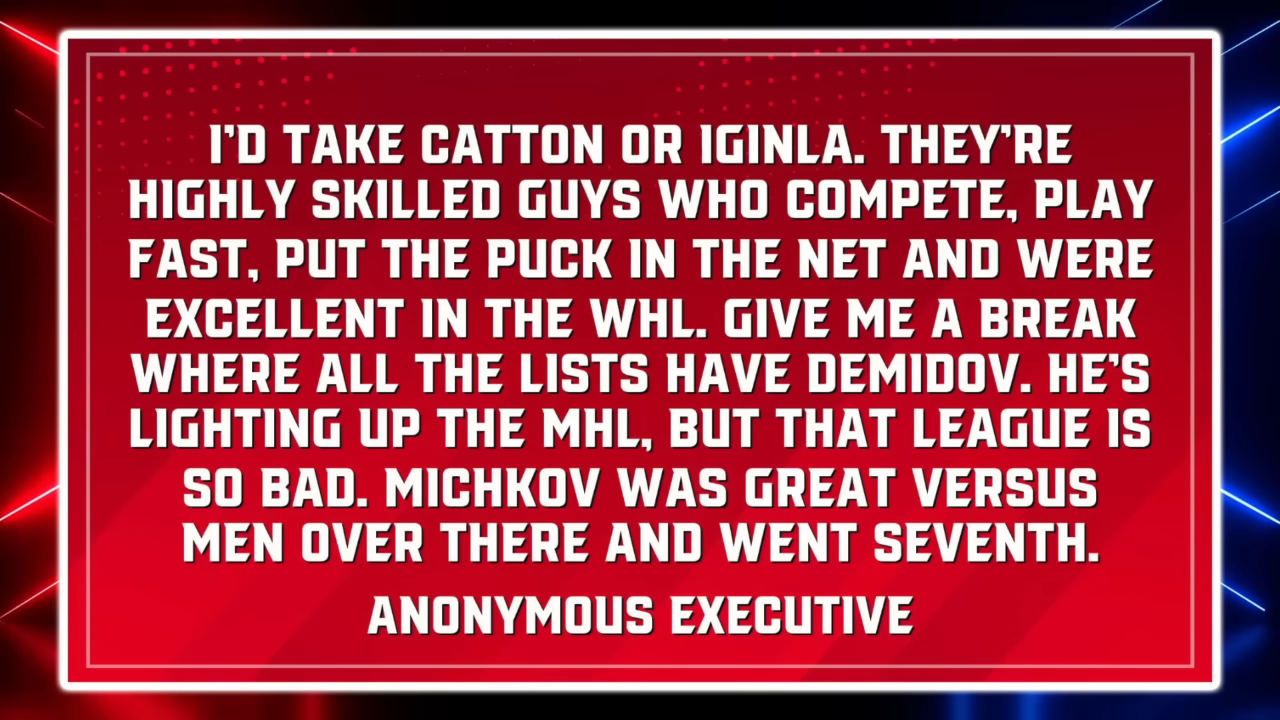 I'D TAKE CATTON OR IGINLA. THEY'RE
HIGHLY SKILLED GUYS WHO COMPETE, PLAY
FAST, PUT THE PUCK IN THE NET AND WERE
EXCELLENT IN THE WHL. GIVE ME A BREAK
WHERE ALL THE LISTS HAVE DEMIDOV. HE'S
LIGHTING UP THE MHL, BUT THAT LEAGUE IS
SO BAD. MICHKOV WAS GREAT VERSUS
MEN OVER THERE AND WENT SEVENTH.
ANONYMOUS EXECUTIVE